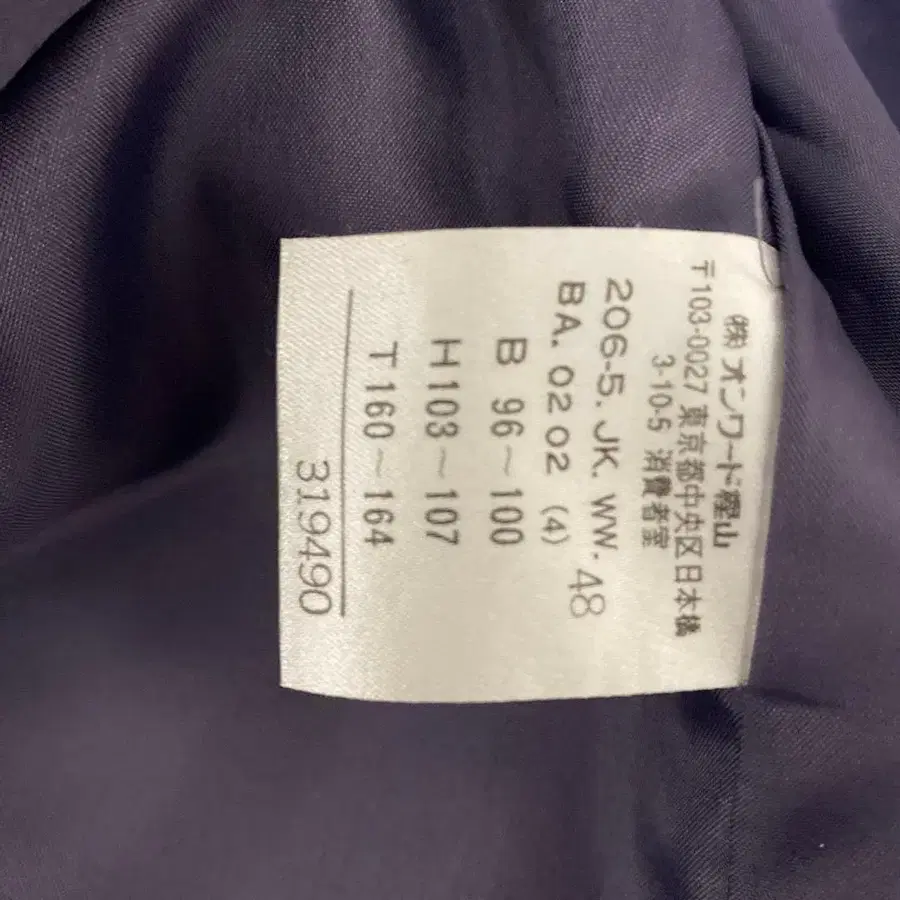 ㈱オンワード樫山
〒103-0027 東京都中央区日本橋
3-10-5 消費者室
206-5. JK. WW. 48
BA. 02 02 (4)
B 96～100
H103～107
T160～164
319490